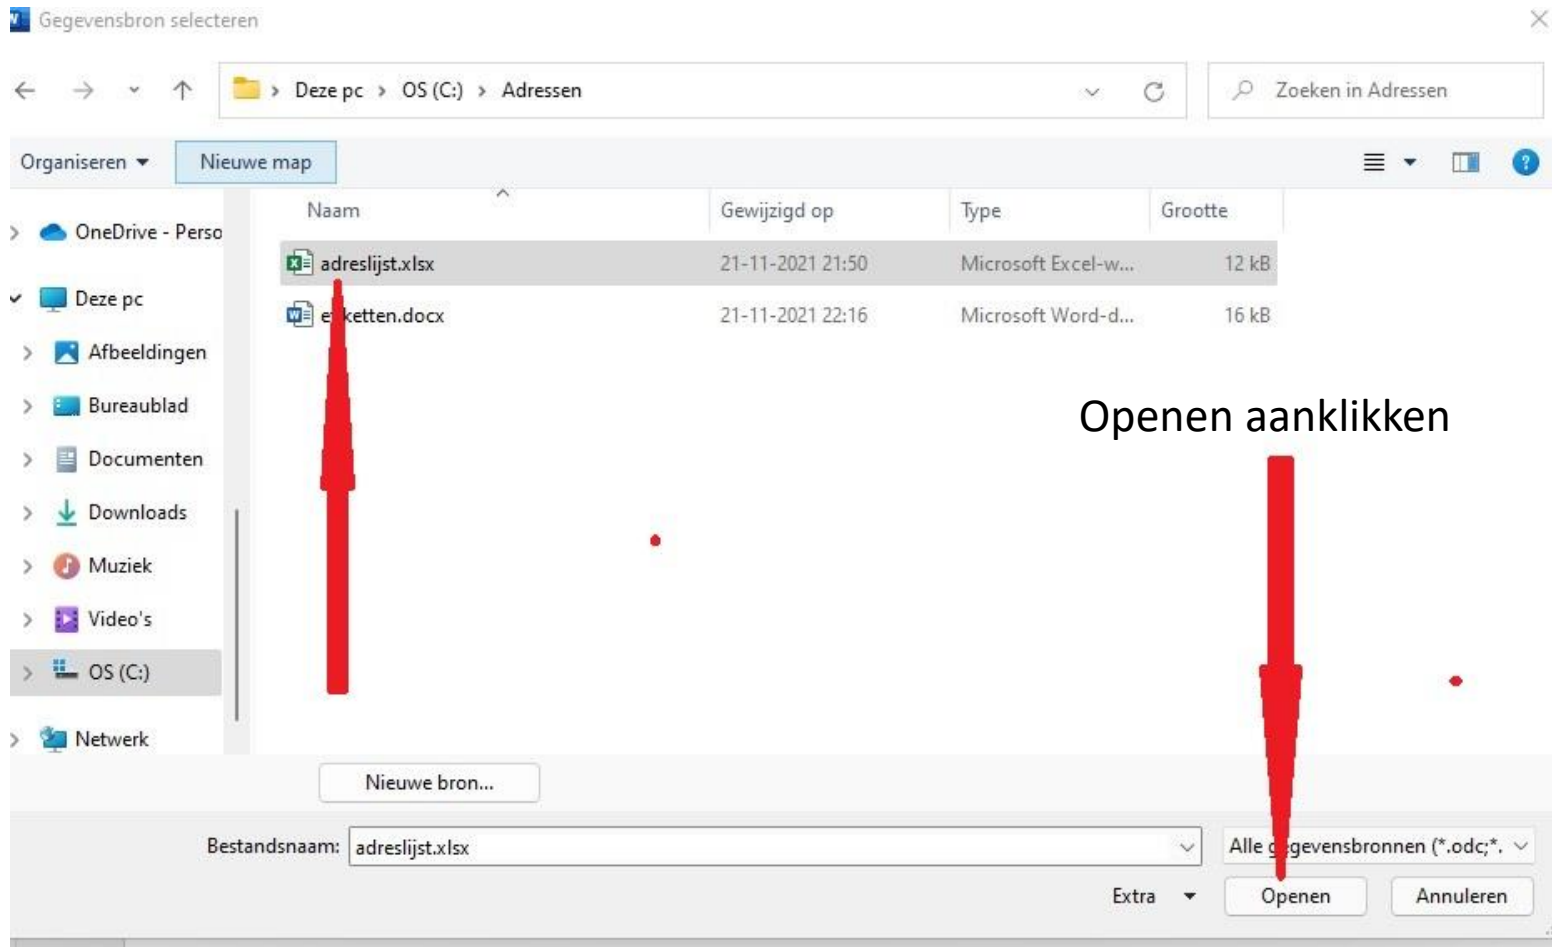 Gegevensbron selecteren
Deze pc > OS (C:) > Adressen
Zoeken in Adressen
Organiseren
Nieuwe map
Naam
Gewijzigd op
Type
Grootte
OneDrive - Perso
adreslijst.xlsx
21-11-2021 21:50
Microsoft Excel-w...
12 kB
Deze pc
21-11-2021 22:16
Microsoft Word-d...
16 kB
Afbeeldingen
Bureaublad
Openen aanklikken
Documenten
Downloads
Muziek
Video's
OS (C:)
Netwerk
Nieuwe bron...
Bestandsnaam: adreslijst.xlsx
Alle gegevensbronnen (*.odc;*.
Extra
Openen
Annuleren